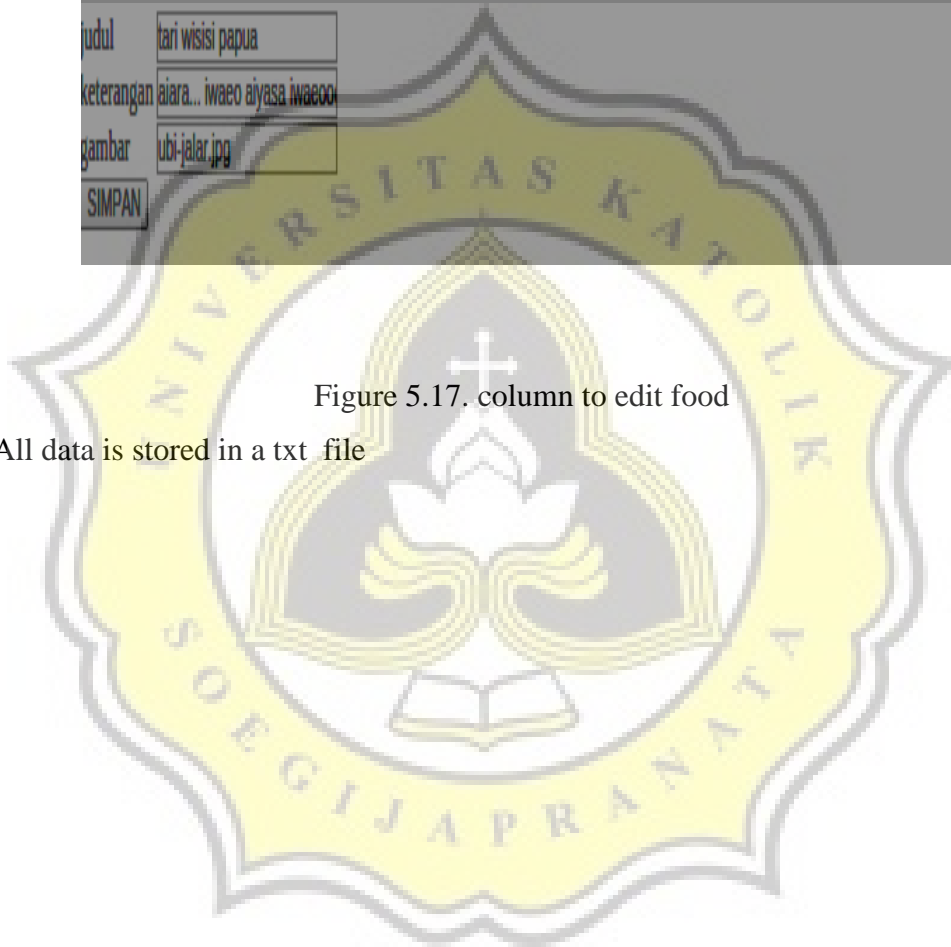 judul tari wisisi papua
keterangan aiara... iwaeo aiyasa iwaeoo
gambar ubi-jalar.jpg
SIMPAN
UNIVERSITAS KATOLIK
Figure 5.17. column to edit food
All data is stored in a txt file
SOEGIJAPRANATA